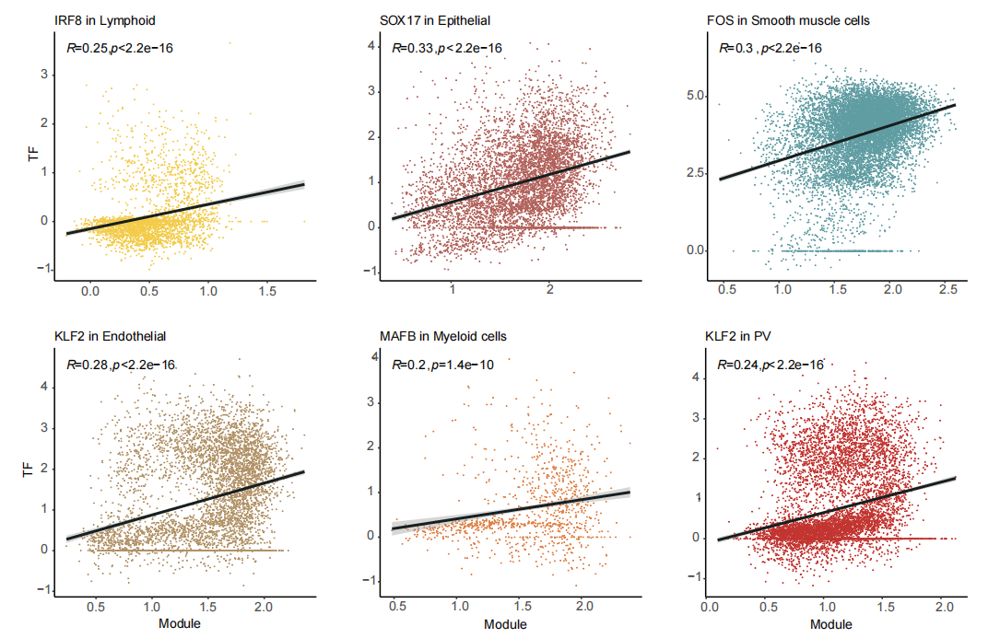 IRF8 in Lymphoid
R=0.25,p<2.2e−16
TF
3
2
1
0
−1
0.0 0.5 1.0 1.5
SOX17 in Epithelial
R=0.33,p<2.2e−16
4
3
2
1
0
−1
1 2
FOS in Smooth muscle cells
R=0.3 ,p<2.2e−16
5.0
2.5
0.0
0.5 1.0 1.5 2.0 2.5
KLF2 in Endothelial
R=0.28,p<2.2e−16
TF
4
3
2
1
0
−1
0.5 1.0 1.5 2.0
Module
MAFB in Myeloid cells
R=0.2,p=1.4e−10
4
3
2
1
0
−1
0.5 1.0 1.5 2.0
Module
KLF2 in PV
R=0.24,p<2.2e−16
4
3
2
1
0
−1
0.0 0.5 1.0 1.5 2.0
Module